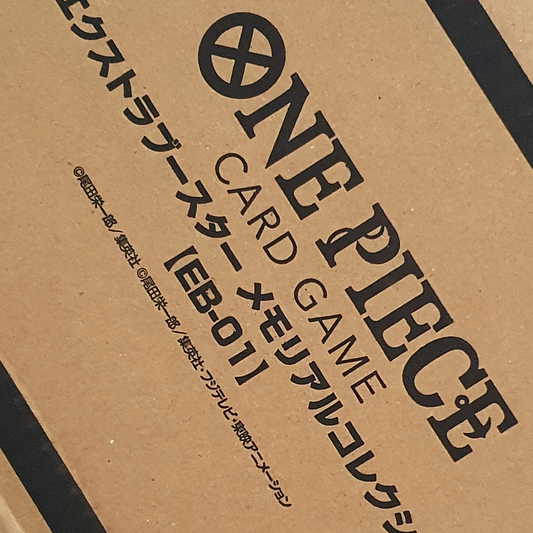 ONE PIECE
CARD GAME
エクストラブースター メモリアルコレクシ
【EB-01】
©尾田栄一郎/集英社 ©尾田栄一郎/集英社・フジテレビ・東映アニメーション